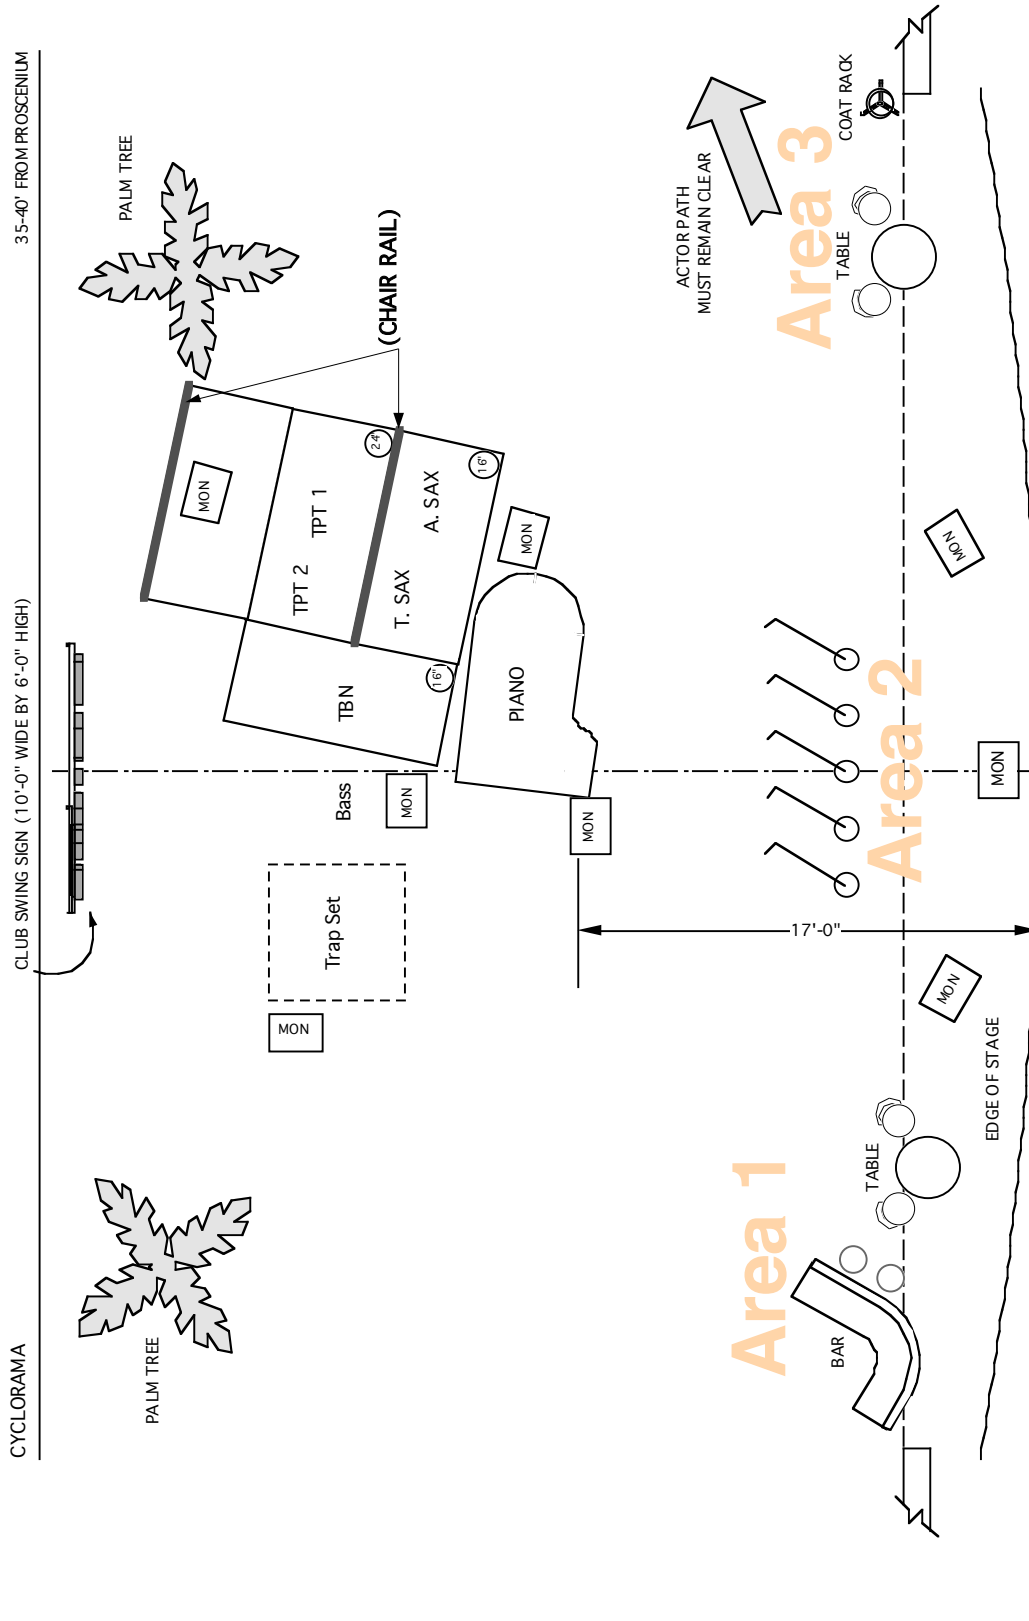 CYCLORAMA
CLUB SWING SIGN (10'-0" WIDE BY 6'-0" HIGH)
35-40' FROM PROSCENIUM
PALM TREE
PALM TREE
(CHAIR RAIL)
MON
TPT 2
TPT 1
24"
TBN
T. SAX
A. SAX
16"
16"
Bass
MON
Trap Set
MON
PIANO
MON
MON
ACTOR PATH
MUST REMAIN CLEAR
17'-0"
Area 1
Area 2
Area 3
BAR
TABLE
TABLE
COAT RACK
MON
MON
MON
EDGE OF STAGE